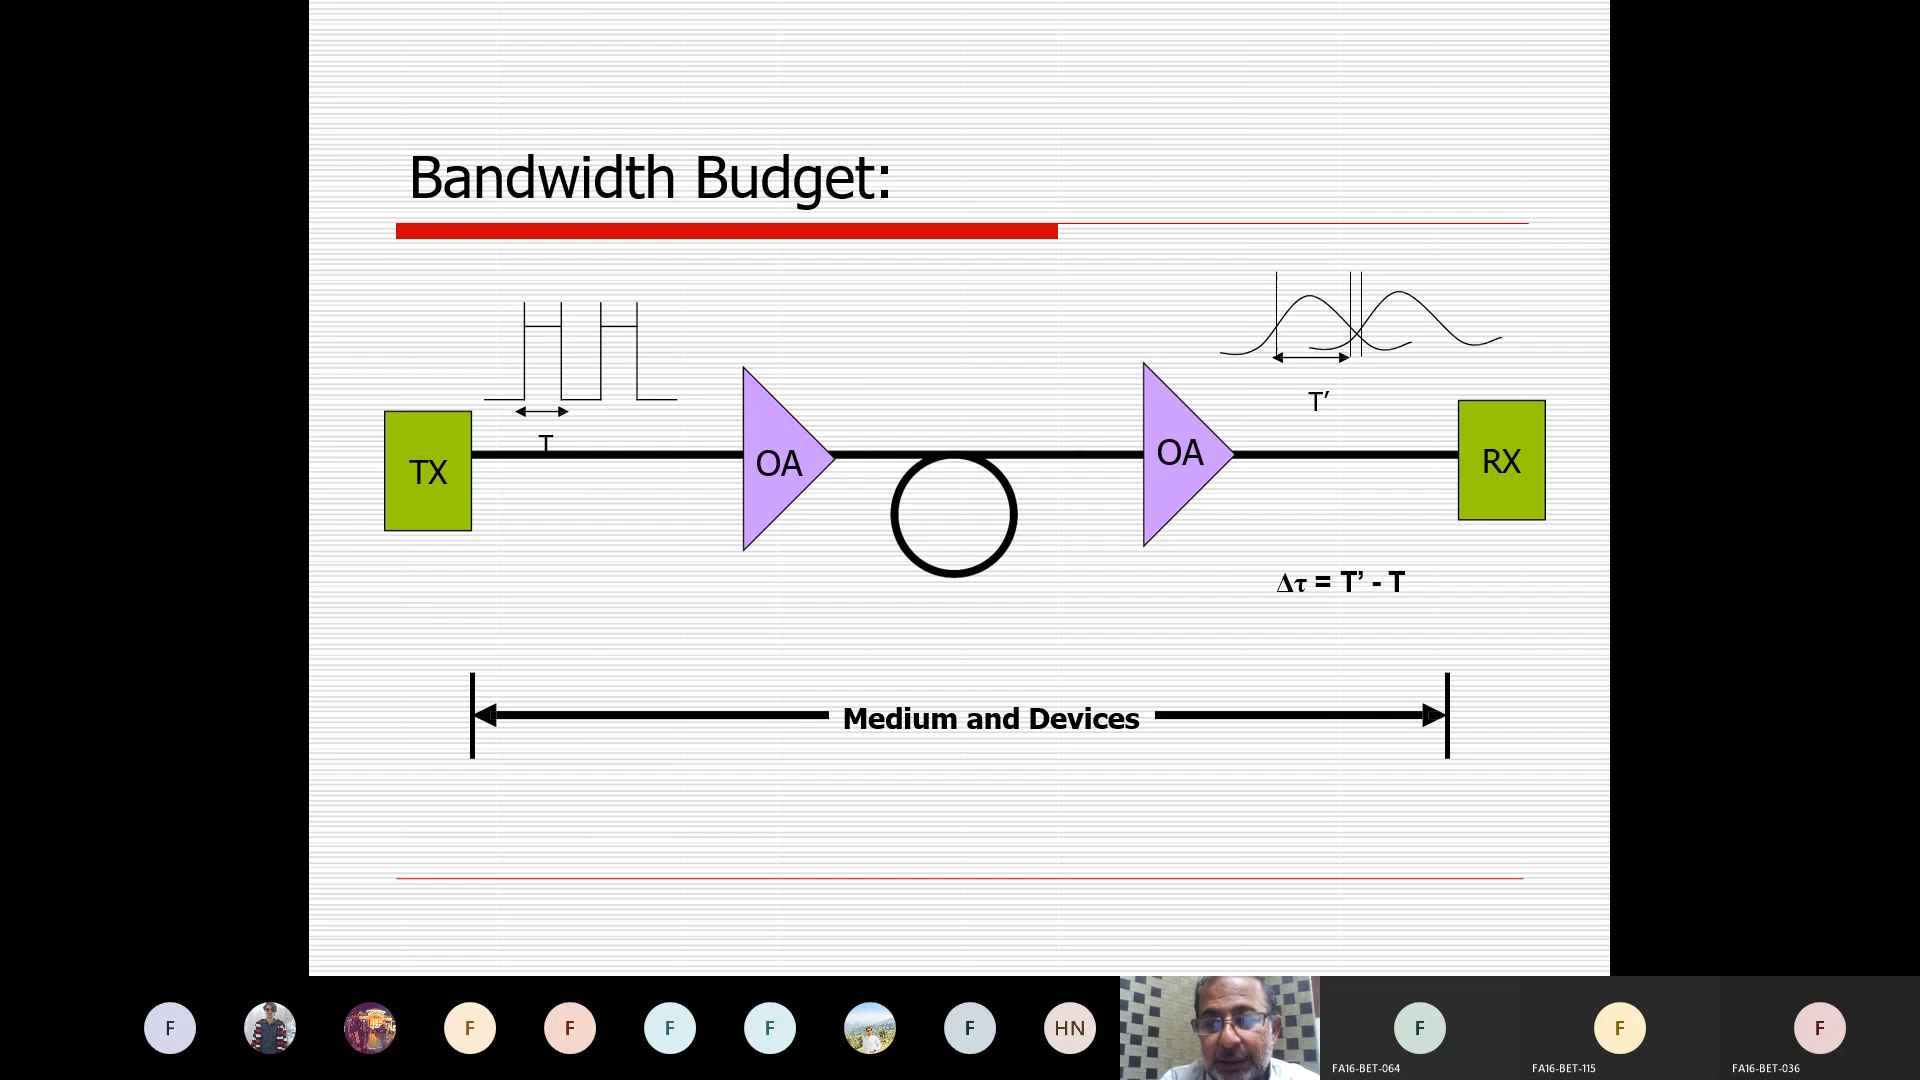 Bandwidth Budget:
T
T’
TX
OA
OA
RX
Δτ = T’ - T
Medium and Devices
F
F
F
F
F
F
HN
F
F
F
FA16-BET-064
FA16-BET-115
FA16-BET-036